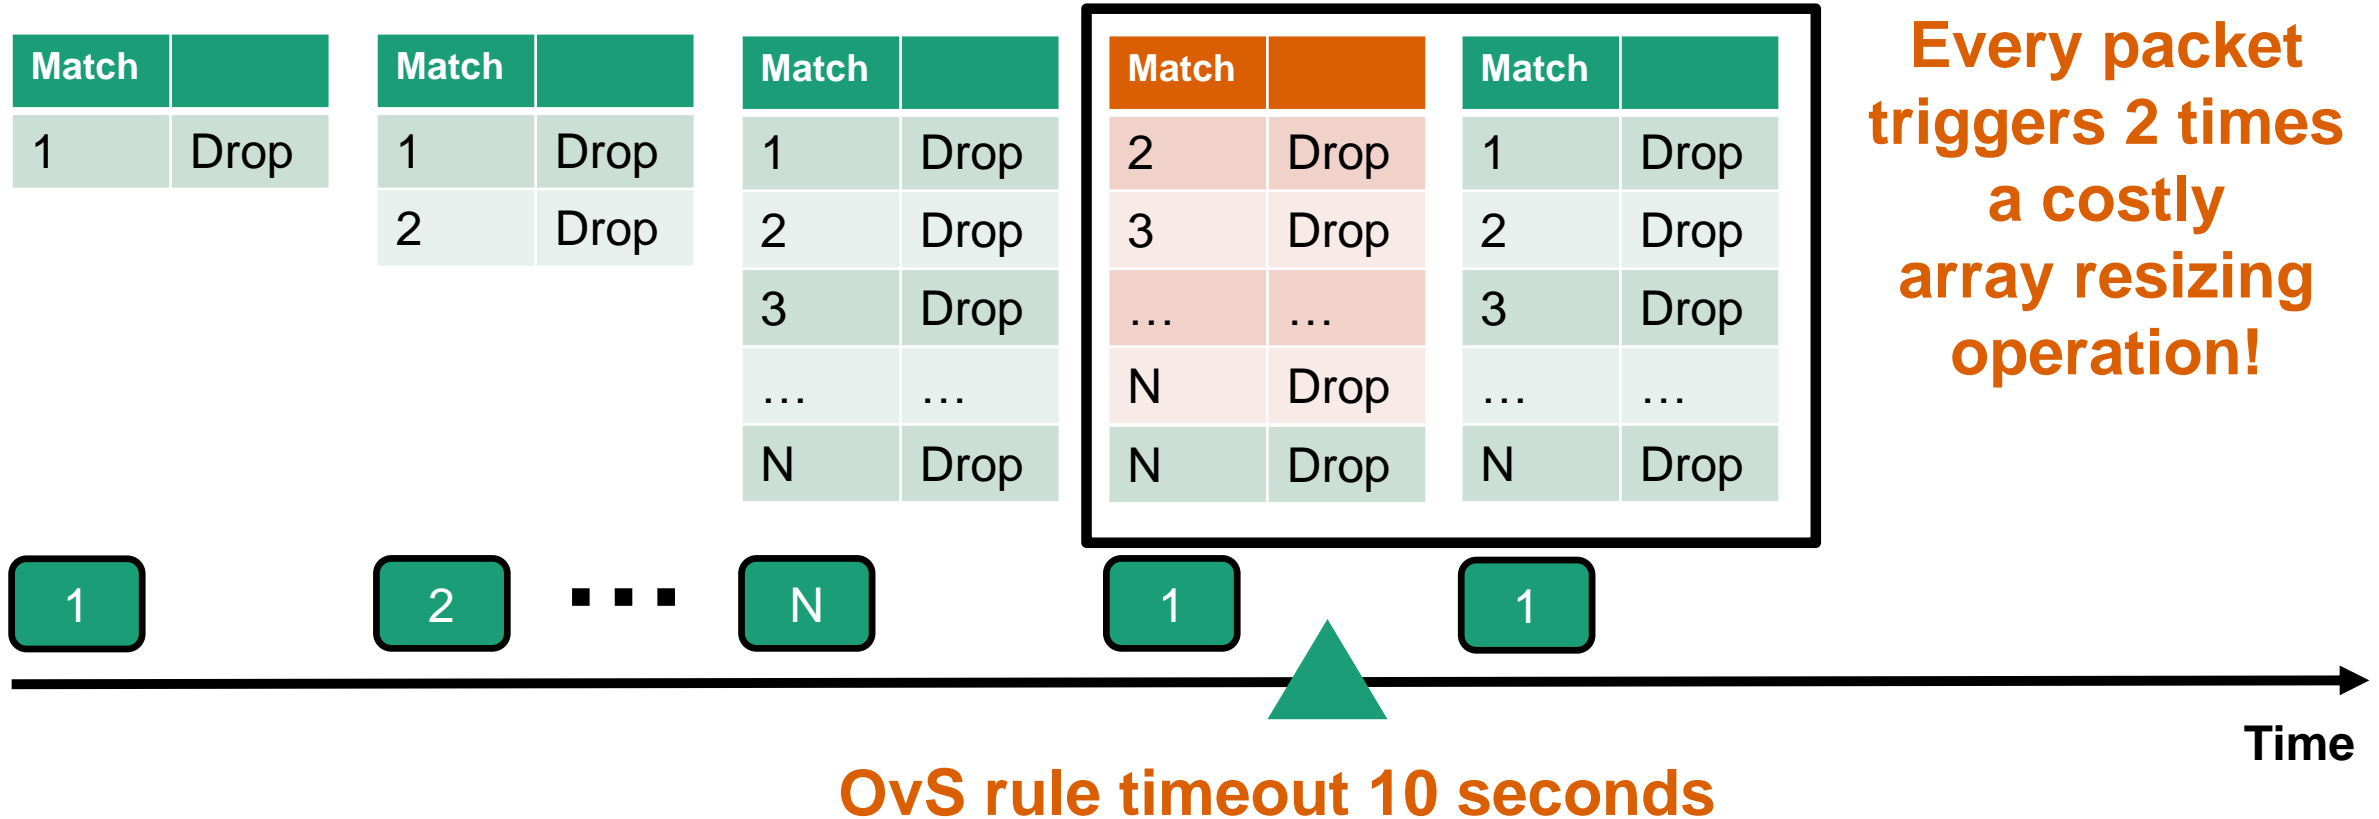 Match
1 Drop
Match
1 Drop
2 Drop
Match
1 Drop
2 Drop
3 Drop
… …
N Drop
Match
2 Drop
3 Drop
… …
N Drop
N Drop
Match
1 Drop
2 Drop
3 Drop
… …
N Drop
Every packet
triggers 2 times
a costly
array resizing
operation!
1 2 ... N 1 1
Time
OvS rule timeout 10 seconds